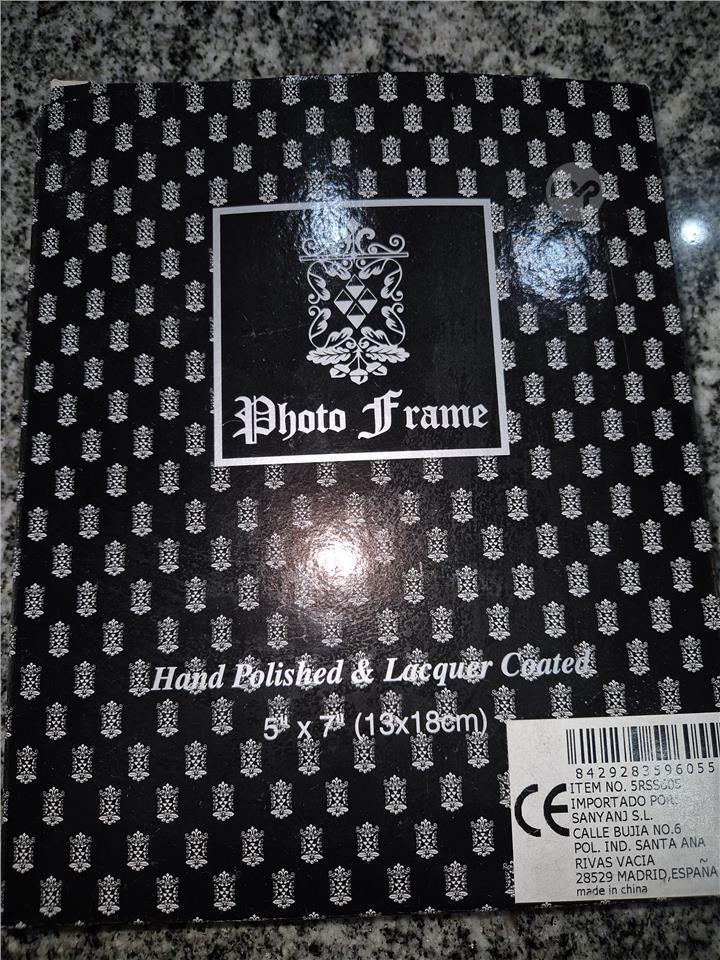 Photo Frame
Hand Polished & Lacquer Coated
5" x 7" (13x18cm)
8429283596055
ITEM NO. 5RSS605
IMPORTADO POR:
SANYANJ S.L.
CALLE BUJIA NO.6
POL. IND. SANTA ANA
RIVAS VACIA
28529 MADRID,ESPAÑA
made in china
CE